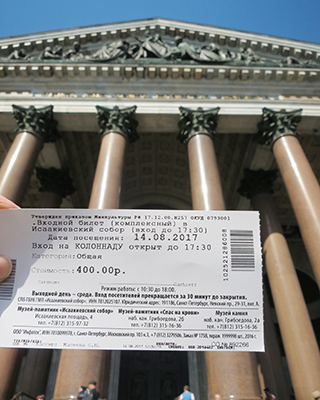 Утвержден приказом Минкультуры РФ 17.12.08.№257 (ОКУД 079300)
.Входной билет (комплексный) в
Исаакиевский собор (вход до 17:30)
Дата посещения: 14.08.2017
Вход на КОЛОННАДУ открыт до 17:30
Категория: Общая
Стоимость: 400.00р.
Режим работы: с 10:30 до 18:00.
Выходной день – среда. Вход посетителей прекращается за 30 минут до закрытия.
Музей-памятник «Исаакиевский собор»
Исаакиевская площадь, 4
тел. +7(812) 315-97-32
Музей-памятник «Спас на крови»
наб. кан. Грибоедова, 2б
тел. +7(812) 315-16-36
Музей-памятник
наб. кан. Грибоедова, 2а
тел. +7(812) 315-16-36
102521286008